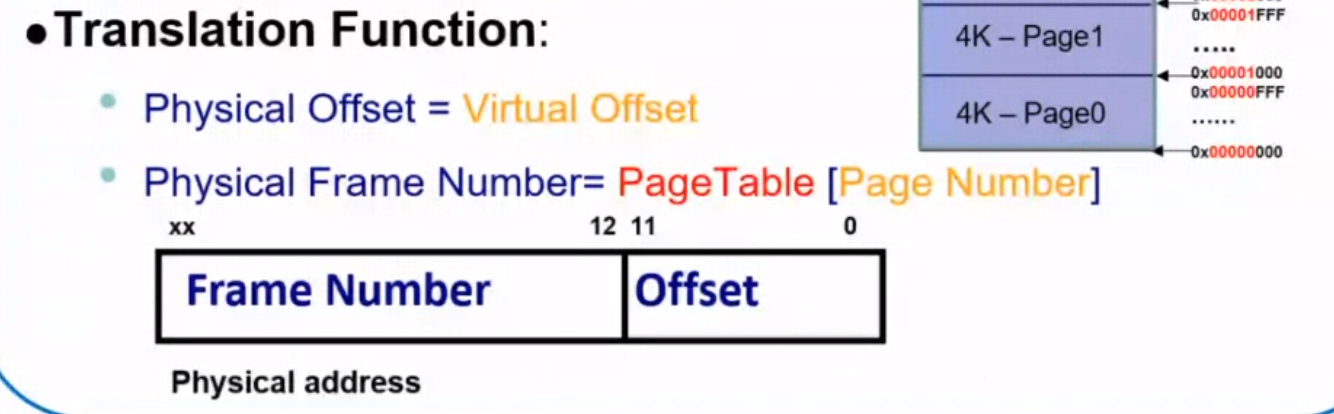 ●Translation Function:
• Physical Offset = Virtual Offset
• Physical Frame Number= PageTable [Page Number]
xx 12 11 0
Frame Number Offset
Physical address
0x00001FFF
4K – Page1
.....
0x00001000
0x00000FFF
4K – Page0
......
0x00000000